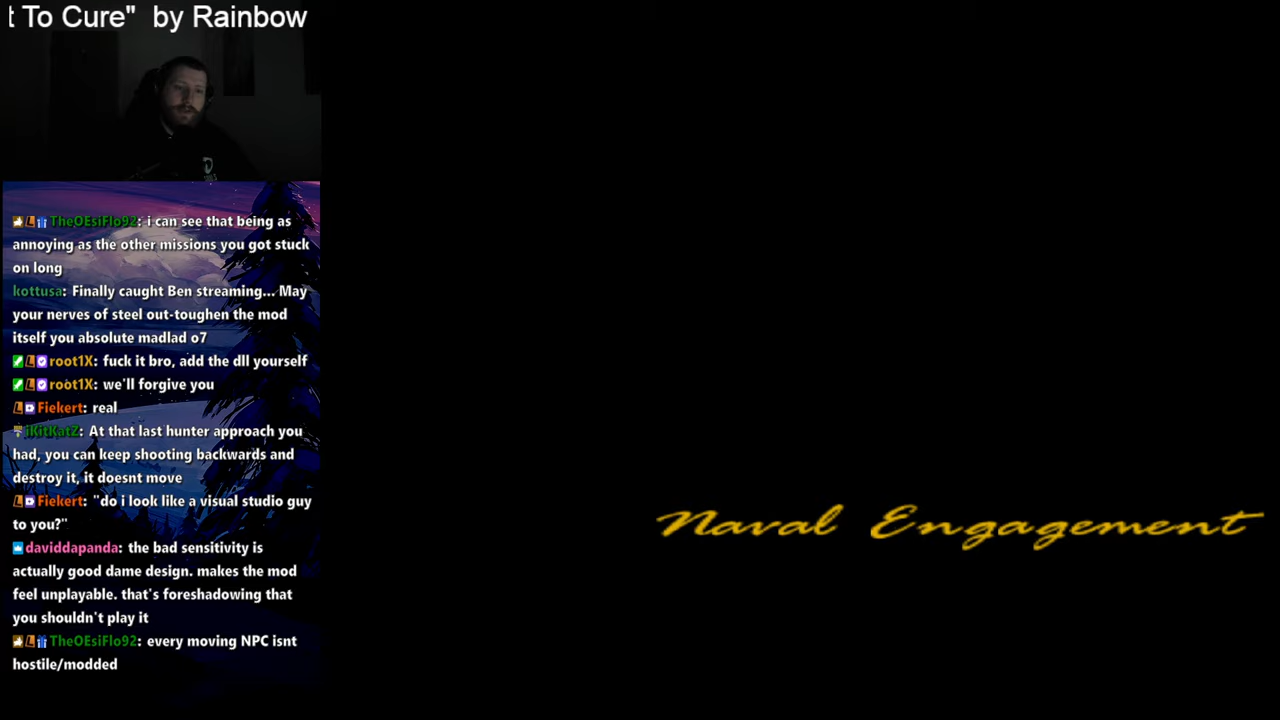 t To Cure" by Rainbow
TheOEsiFlo92: i can see that being as
annoying as the other missions you got stuck
on long
kottusa: Finally caught Ben streaming... May
your nerves of steel out-toughen the mod
itself you absolute madlad o7
root1X: fuck it bro, add the dll yourself
root1X: we'll forgive you
Fiekert: real
iKitKatZ: At that last hunter approach you
had, you can keep shooting backwards and
destroy it, it doesnt move
Fiekert: "do i look like a visual studio guy
to you?"
daviddapanda: the bad sensitivity is
actually good dame design. makes the mod
feel unplayable. that's foreshadowing that
you shouldn't play it
TheOEsiFlo92: every moving NPC isnt
hostile/modded
Naval Engagement